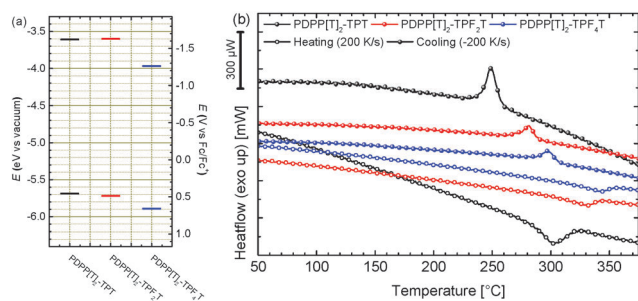 (a)
-3.5
-4.0
-4.5
-5.0
-5.5
-6.0
E (eV vs vacuum)
-1.5
-1.0
-0.5
0.0
0.5
1.0
E (V vs Fc/Fc⁺)
PDPP[T]₂-TPT
PDPP[T]₂-TPF₂T
PDPP[T]₂-TPF₄T
(b)
PDPP[T]₂-TPT PDPP[T]₂-TPF₂T PDPP[T]₂-TPF₄T
Heating (200 K/s) Cooling (-200 K/s)
300 µW
Heatflow (exo up) [mW]
50 100 150 200 250 300 350
Temperature [°C]